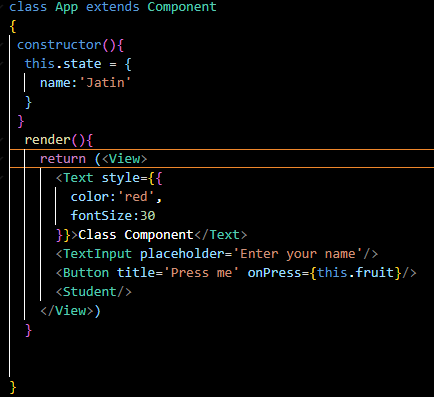 class App extends Component
{
constructor(){
this.state = {
name:'Jatin'
}
}
render(){
return (<View>
<Text style={{
color:'red',
fontSize:30
}}>Class Component</Text>
<TextInput placeholder='Enter your name'/>
<Button title='Press me' onPress={this.fruit}/>
<Student/>
</View>)
}
}